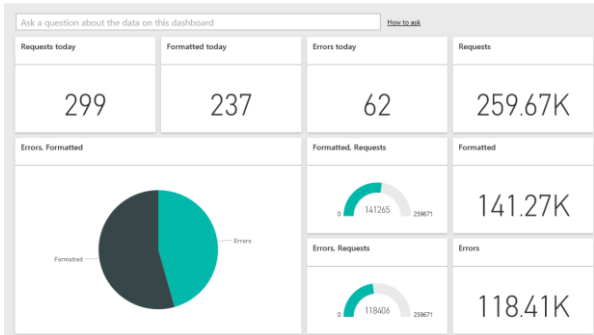 Ask a question about the data on this dashboard
How to ask
Requests today
299
Formatted today
237
Errors today
62
Requests
259.67K
Errors, Formatted
Formatted
Errors
Formatted, Requests
0
141265
259671
Formatted
141.27K
Errors, Requests
0
118406
259671
Errors
118.41K